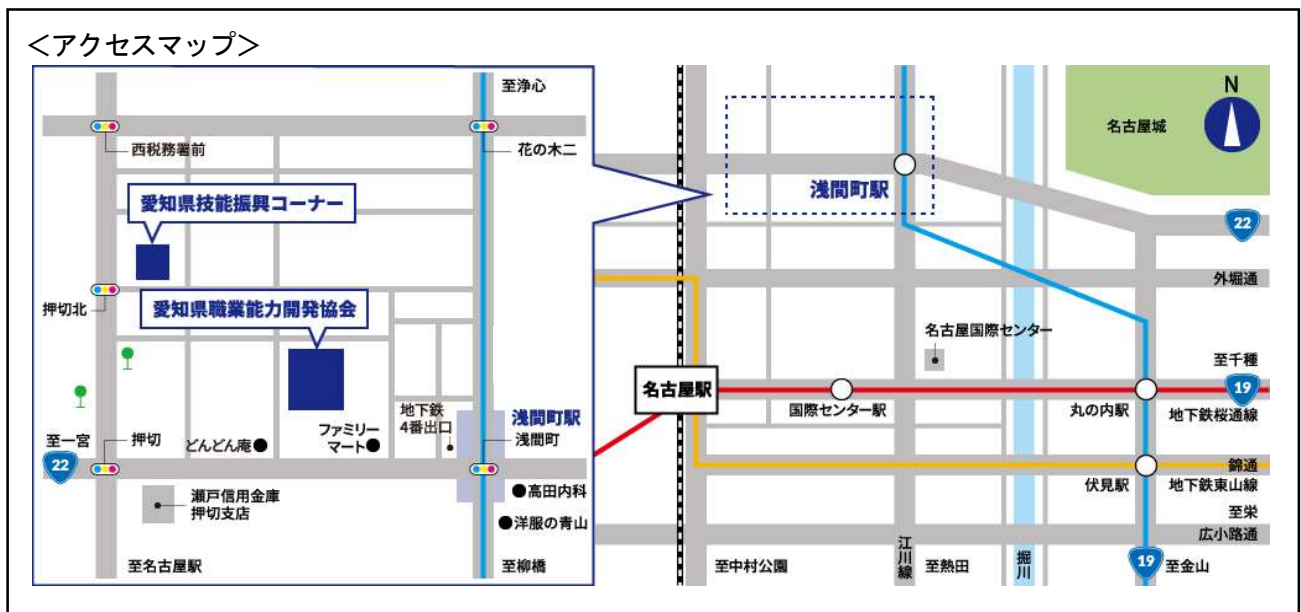 ＜アクセスマップ＞
至浄心
西税務署前
花の木二
愛知県技能振興コーナー
押切北
愛知県職業能力開発協会
至一宮
22
押切
どんどん庵
ファミリー
マート
地下鉄
4番出口
浅間町駅
浅間町
瀬戸信用金庫
押切支店
高田内科
洋服の青山
至名古屋駅
至柳橋
N
名古屋城
浅間町駅
22
外堀通
名古屋国際センター
至千種
名古屋駅
19
国際センター駅
丸の内駅
地下鉄桜通線
錦通
伏見駅
地下鉄東山線
至栄
広小路通
至中村公園
江川線
至熱田
堀川
19
至金山